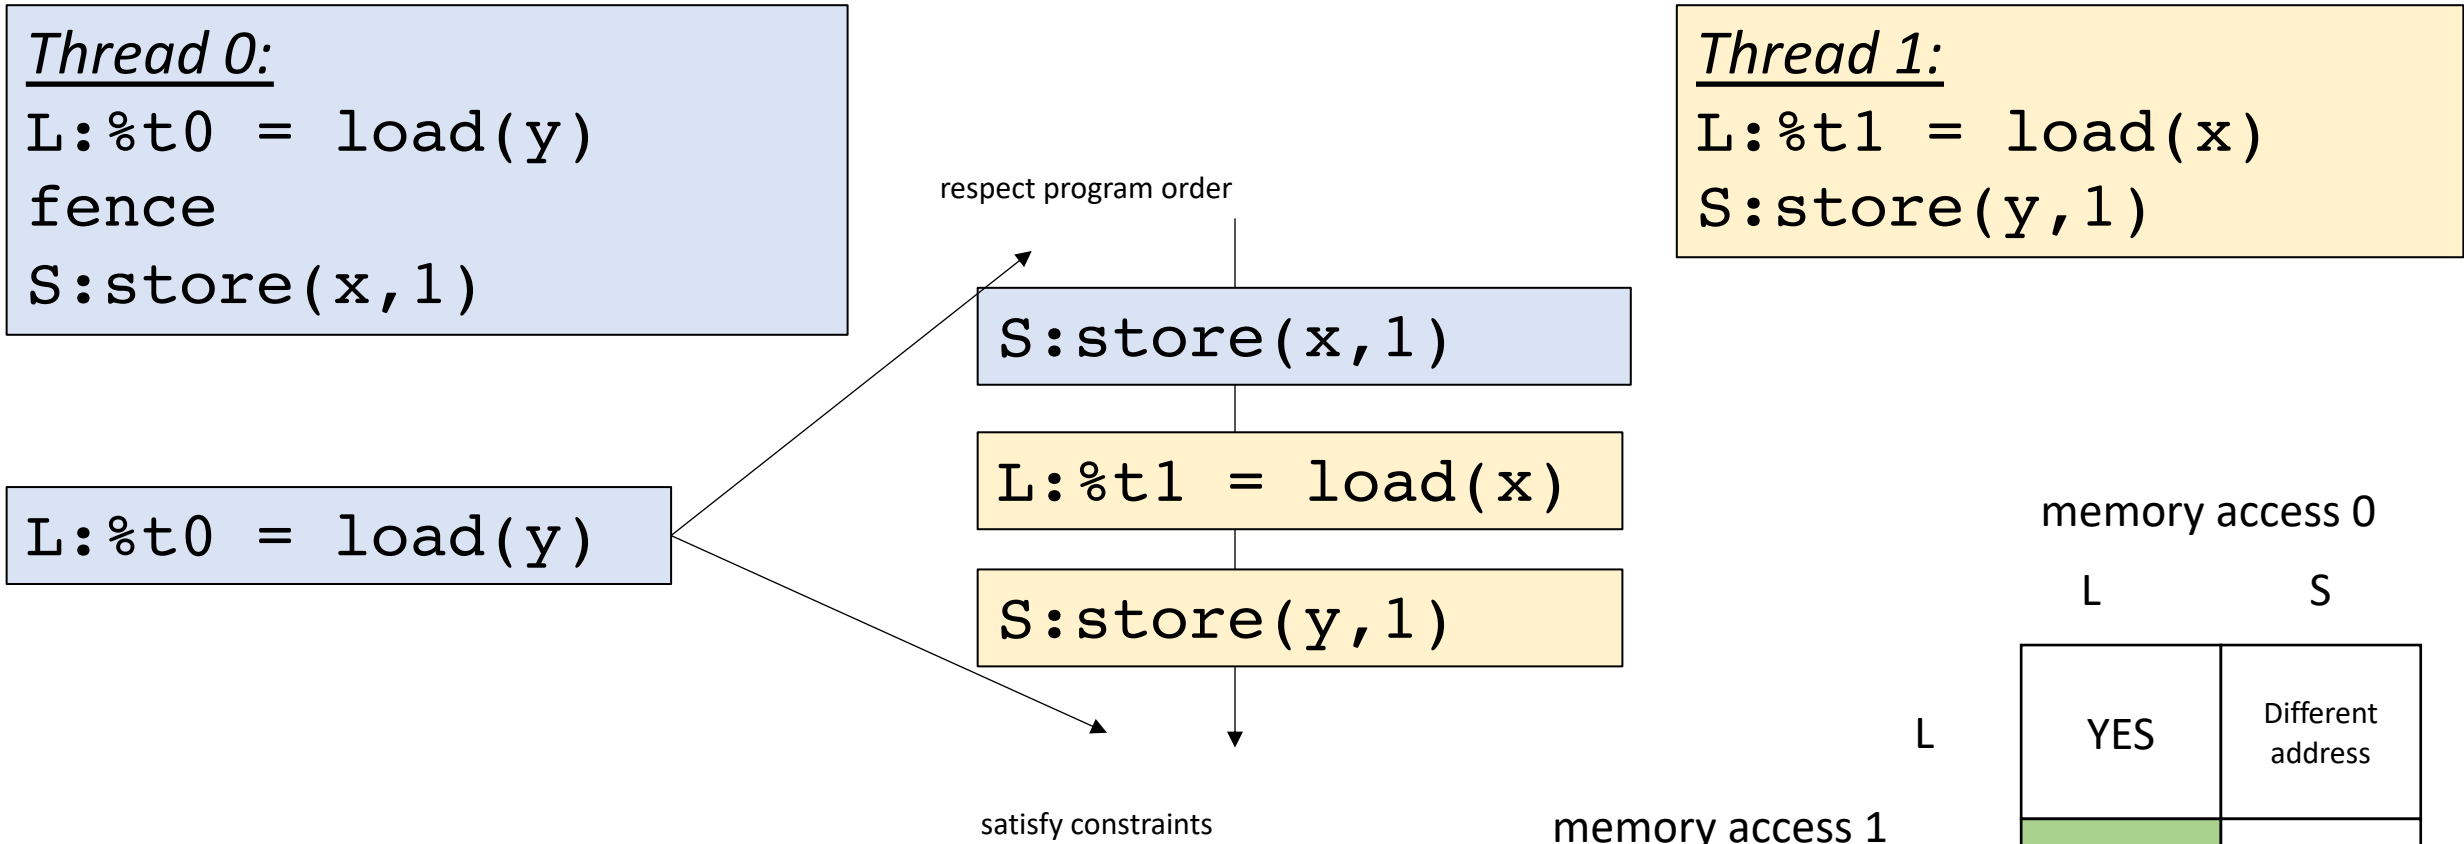 Thread 0:
L:%t0 = load(y)
fence
S:store(x,1)
Thread 1:
L:%t1 = load(x)
S:store(y,1)
respect program order
S:store(x,1)
L:%t1 = load(x)
S:store(y,1)
L:%t0 = load(y)
satisfy constraints
memory access 0
L S
L YES Different
address
memory access 1